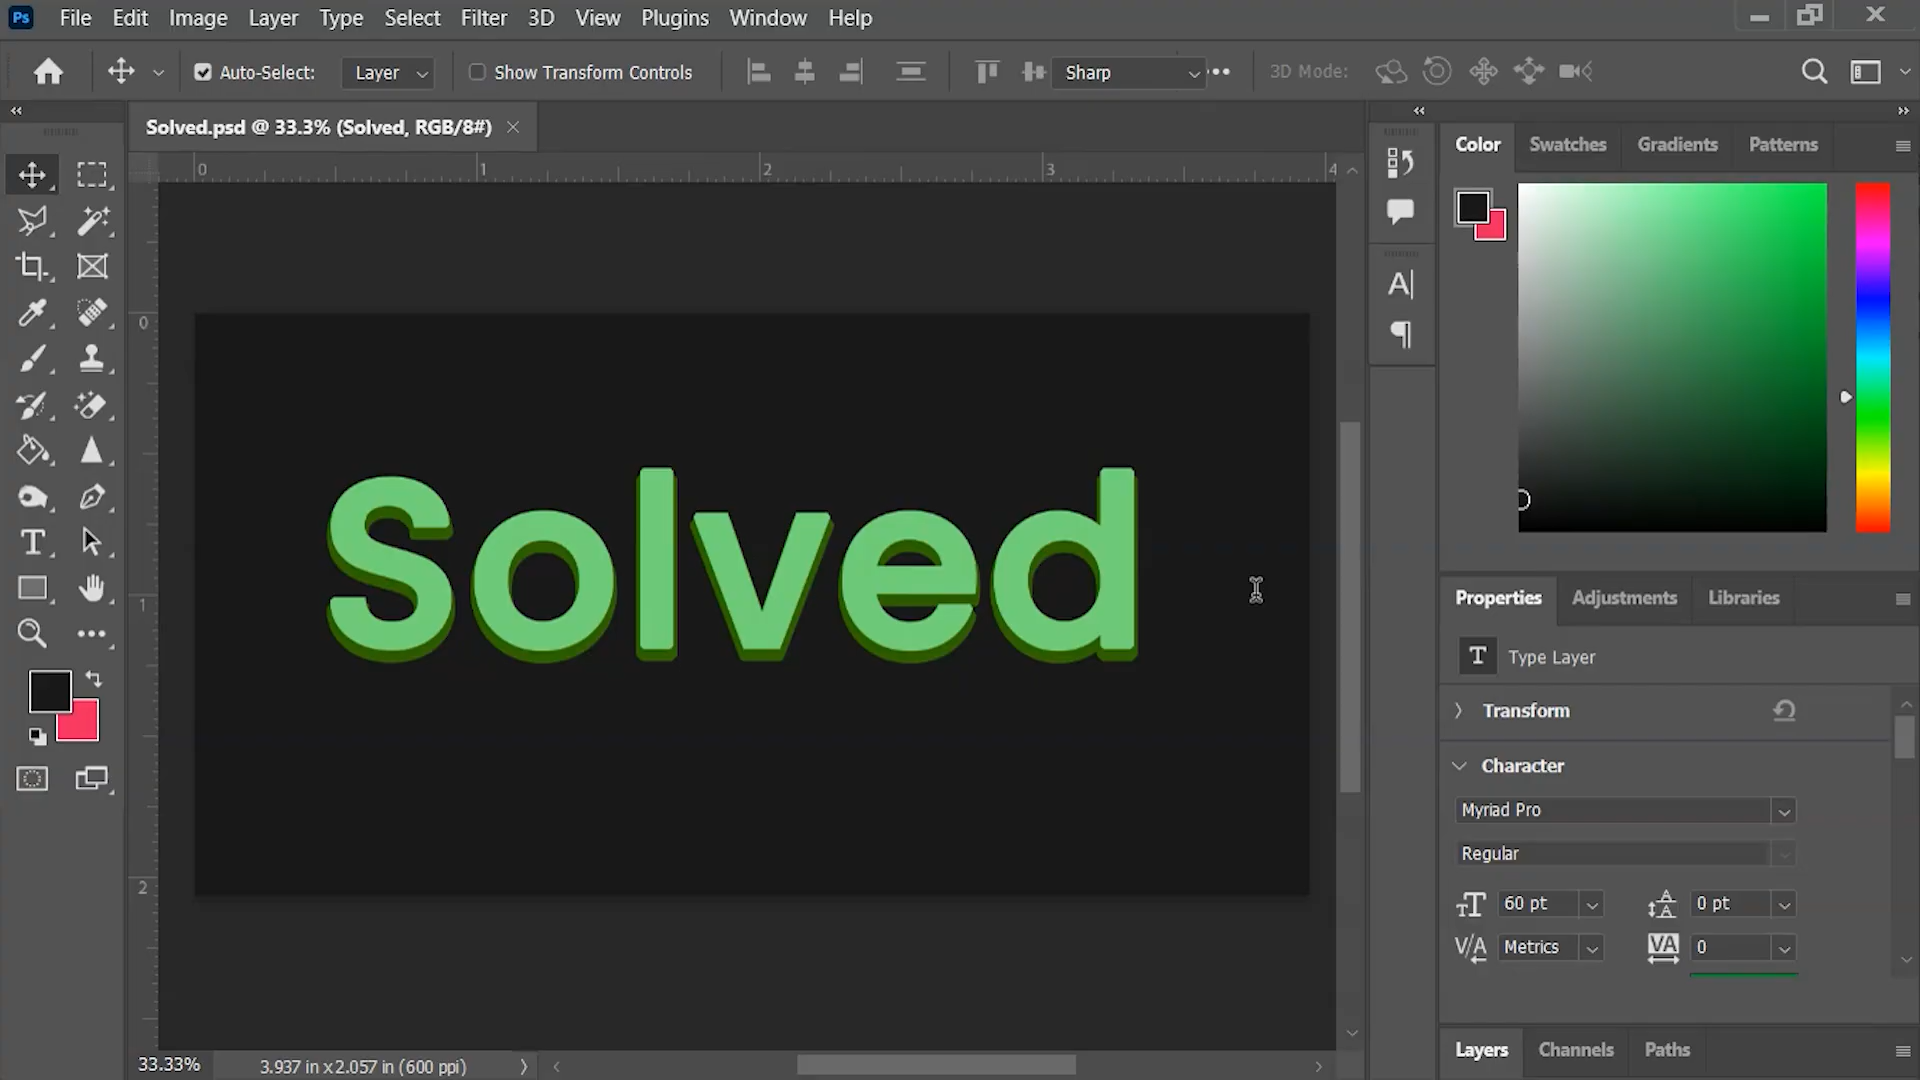 Ps File Edit Image Layer Type Select Filter 3D View Plugins Window Help
Auto-Select: Layer Show Transform Controls Sharp 3D Mode:
Solved.psd @ 33.3% (Solved, RGB/8#)
0 1 2 3 4
0
1
2
Solved
33.33% 3.937 in x 2.057 in (600 ppi)
Color Swatches Gradients Patterns
Properties Adjustments Libraries
T Type Layer
Transform
Character
Myriad Pro
Regular
60 pt 0 pt
Metrics 0
Layers Channels Paths